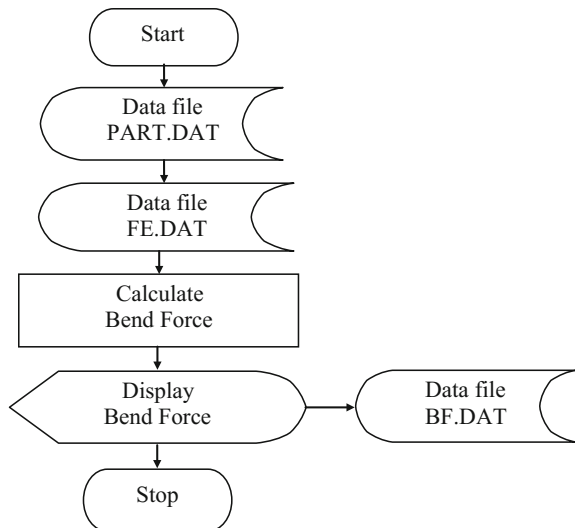 Start
Data file
PART.DAT
Data file
FE.DAT
Calculate
Bend Force
Display
Bend Force
Data file
BF.DAT
Stop